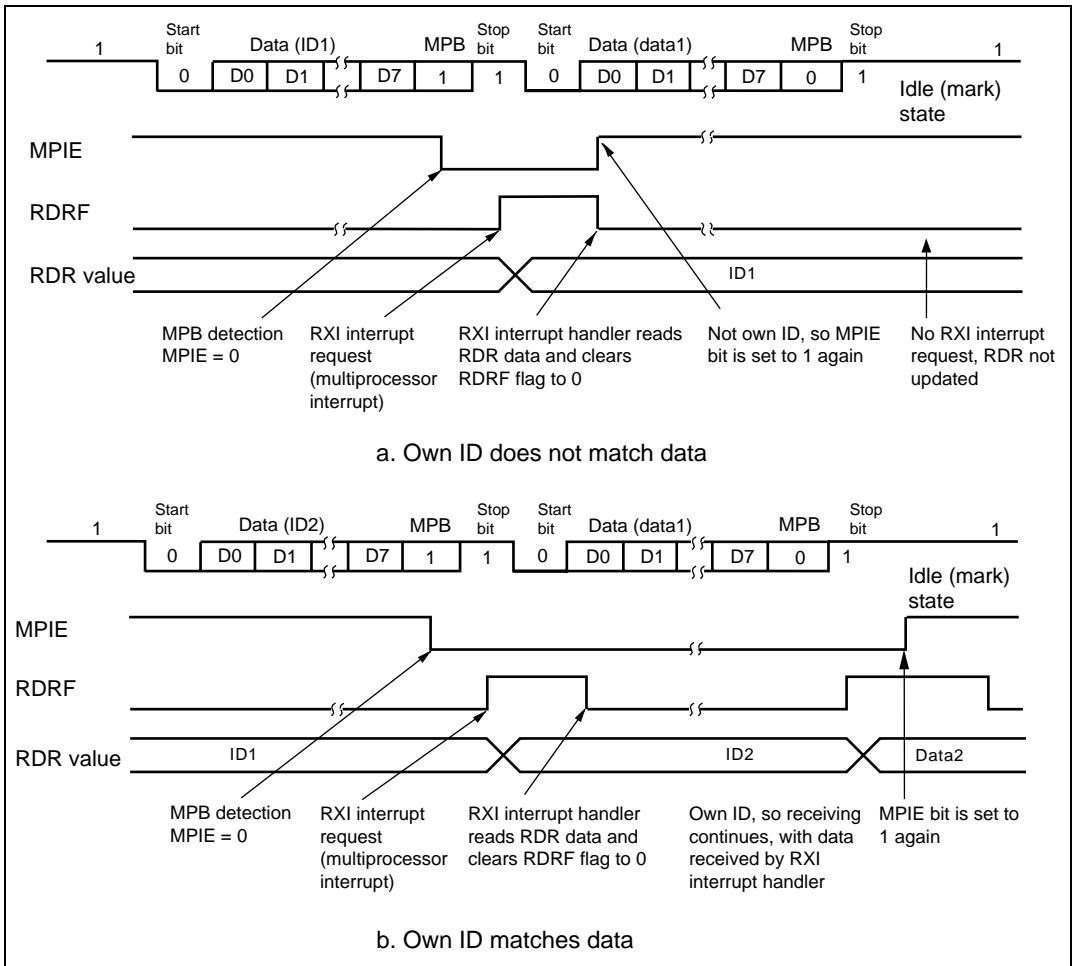 1 Start bit Data (ID1) MPB Stop bit Start bit Data (data1) MPB Stop bit 1
0 D0 D1 D7 1 1 0 D0 D1 D7 0 1
Idle (mark) state
MPIE
RDRF
RDR value
ID1
MPB detection
MPIE = 0
RXI interrupt
request
(multiprocessor
interrupt)
RXI interrupt handler reads
RDR data and clears
RDRF flag to 0
Not own ID, so MPIE
bit is set to 1 again
No RXI interrupt
request, RDR not
updated
a. Own ID does not match data
1 Start bit Data (ID2) MPB Stop bit Start bit Data (data1) MPB Stop bit 1
0 D0 D1 D7 1 1 0 D0 D1 D7 0 1
Idle (mark) state
MPIE
RDRF
RDR value
ID1 ID2 Data2
MPB detection
MPIE = 0
RXI interrupt
request
(multiprocessor
interrupt)
RXI interrupt handler
reads RDR data and
clears RDRF flag to 0
Own ID, so receiving
continues, with data
received by RXI
interrupt handler
MPIE bit is set to
1 again
b. Own ID matches data